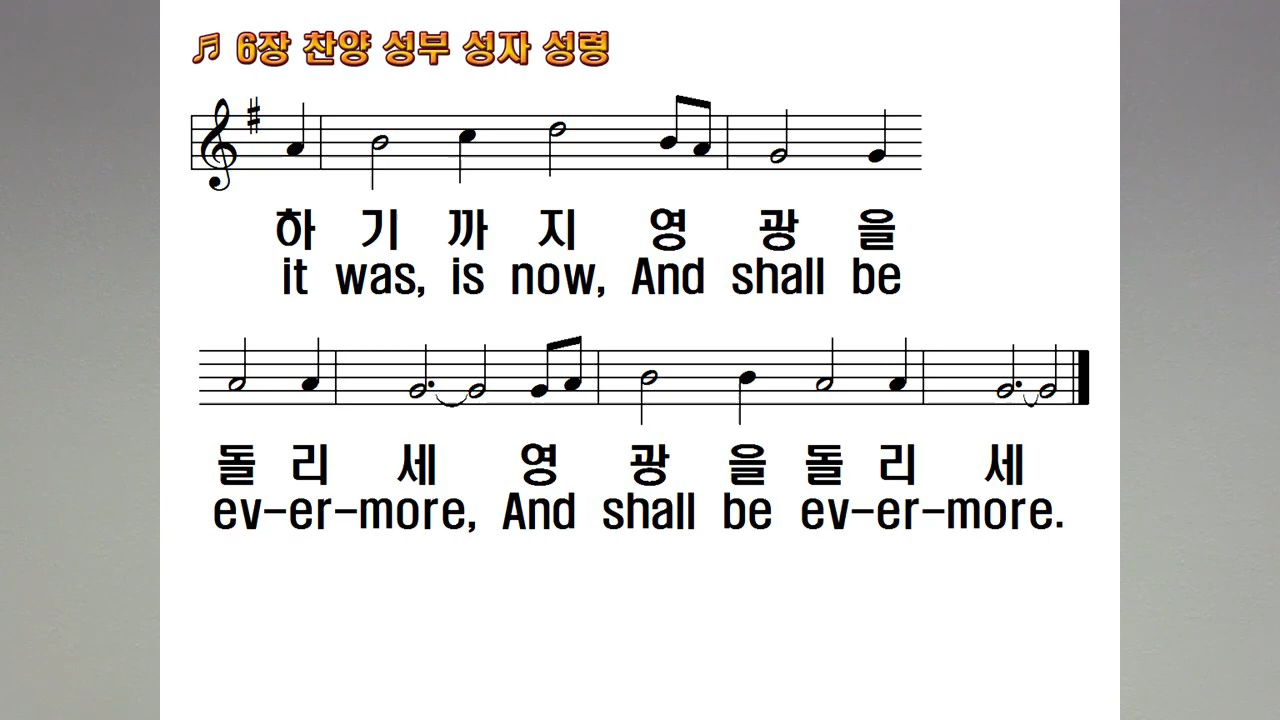 ♬ 6장 찬양 성부 성자 성령
하 기 까 지 영 광 을
it was, is now, And shall be
돌 리 세 영 광 을 돌 리 세
ev-er-more, And shall be ev-er-more.